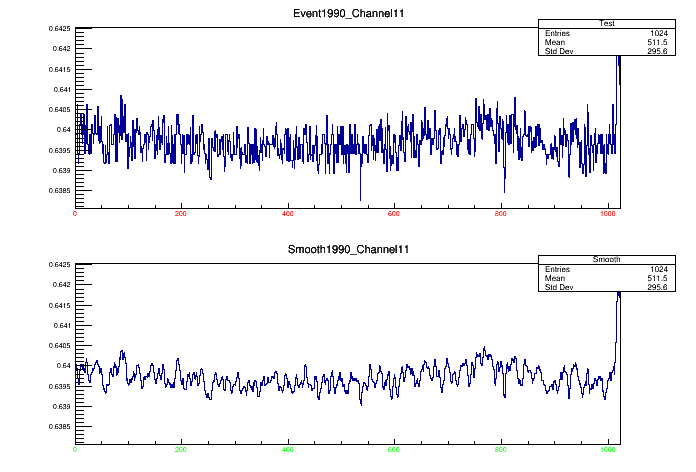 Event1990_Channel11
Test
Entries 1024
Mean 511.5
Std Dev 295.6
0.6425
0.642
0.6415
0.641
0.6405
0.64
0.6395
0.639
0.6385
0 200 400 600 800 1000
Smooth1990_Channel11
Smooth
Entries 1024
Mean 511.5
Std Dev 295.6
0.6425
0.642
0.6415
0.641
0.6405
0.64
0.6395
0.639
0.6385
0 200 400 600 800 1000